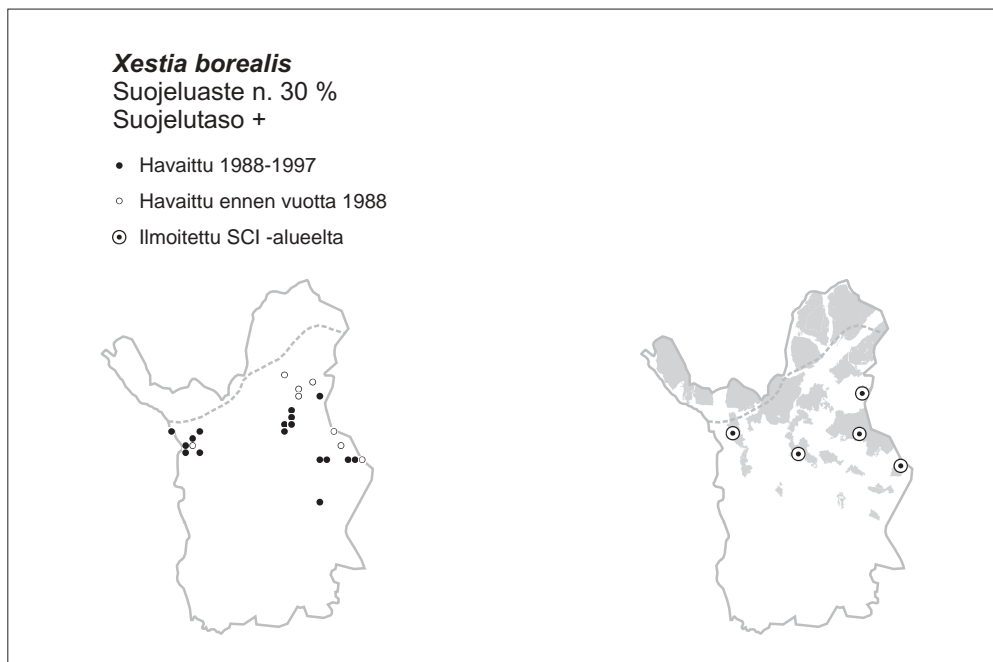 Xestia borealis
Suojeluaste n. 30 %
Suojelutaso +
Havaittu 1988-1997
Havaittu ennen vuotta 1988
Ilmoitettu SCI -alueelta